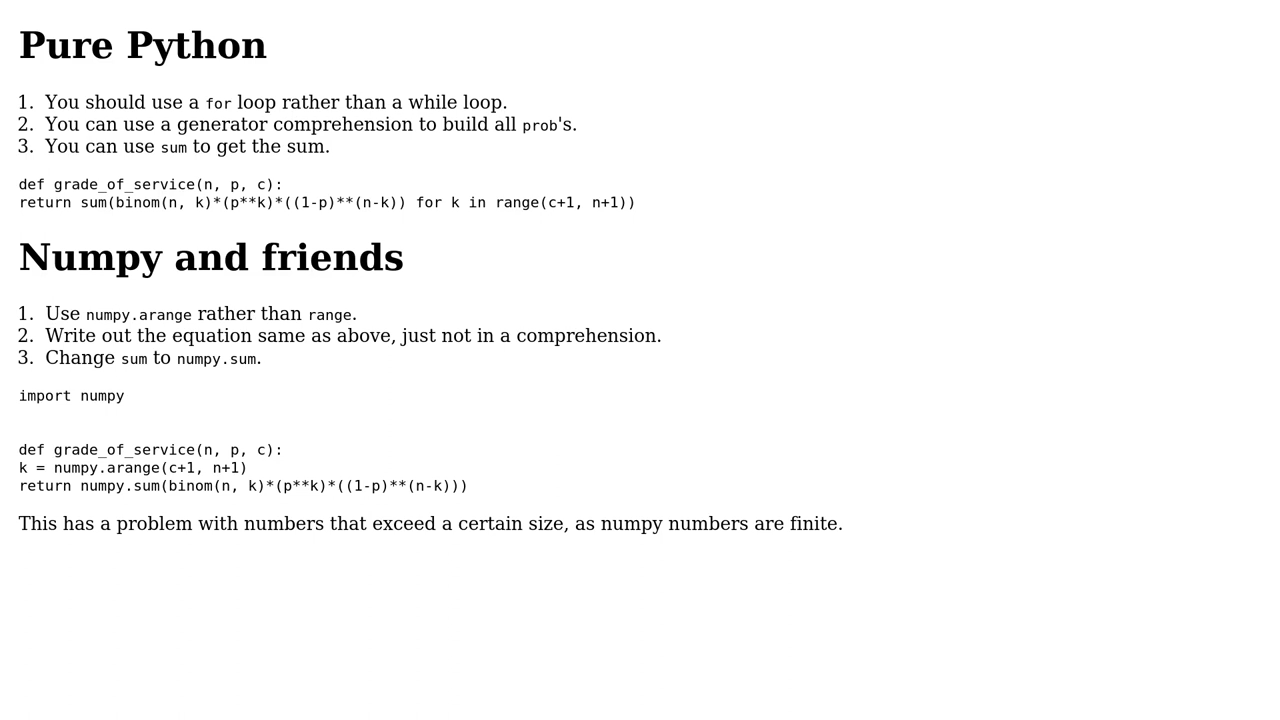 Pure Python
1. You should use a for loop rather than a while loop.
2. You can use a generator comprehension to build all prob's.
3. You can use sum to get the sum.
def grade_of_service(n, p, c):
return sum(binom(n, k)*(p**k)*((1-p)**(n-k)) for k in range(c+1, n+1))
Numpy and friends
1. Use numpy.arange rather than range.
2. Write out the equation same as above, just not in a comprehension.
3. Change sum to numpy.sum.
import numpy
def grade_of_service(n, p, c):
k = numpy.arange(c+1, n+1)
return numpy.sum(binom(n, k)*(p**k)*((1-p)**(n-k)))
This has a problem with numbers that exceed a certain size, as numpy numbers are finite.